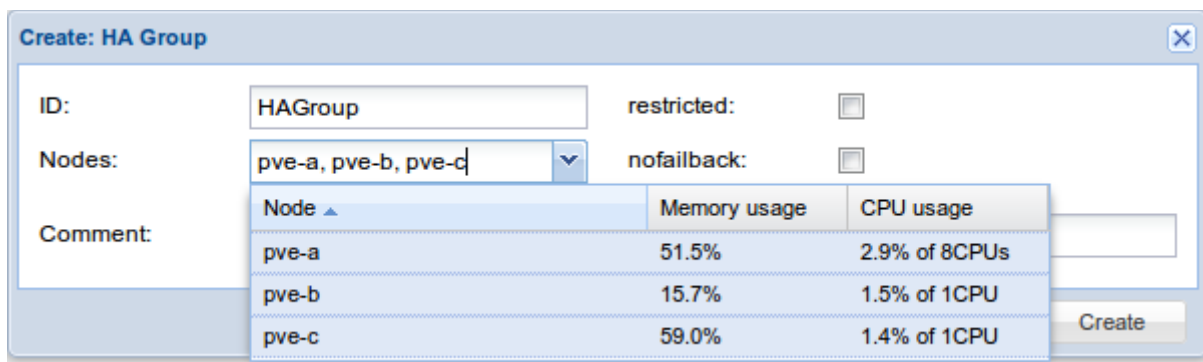 Create: HA Group
ID: HAGroup restricted:
Nodes: pve-a, pve-b, pve-c nofailback:
Node Memory usage CPU usage
Comment:
pve-a 51.5% 2.9% of 8CPUs
pve-b 15.7% 1.5% of 1CPU
pve-c 59.0% 1.4% of 1CPU
Create